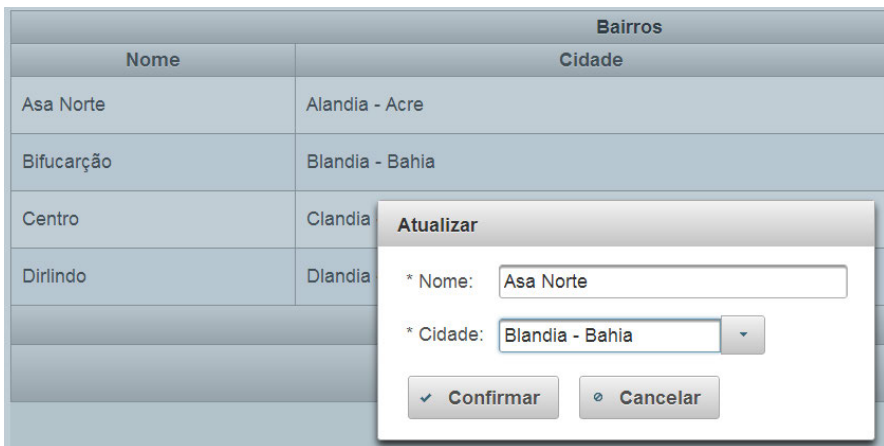 Bairros
Nome Cidade
Asa Norte Alandia - Acre
Bifucarção Blandia - Bahia
Centro Clandia
Dirlindo Dlandia
Atualizar
* Nome: Asa Norte
* Cidade: Blandia - Bahia
Confirmar Cancelar